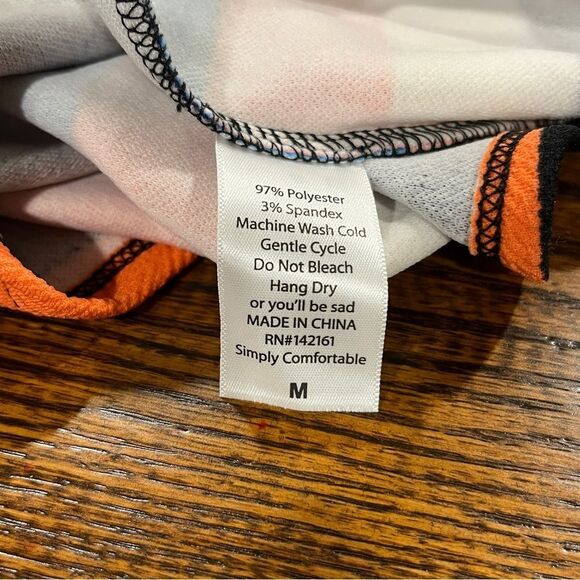 97% Polyester
3% Spandex
Machine Wash Cold
Gentle Cycle
Do Not Bleach
Hang Dry
or you'll be sad
MADE IN CHINA
RN#142161
Simply Comfortable
M